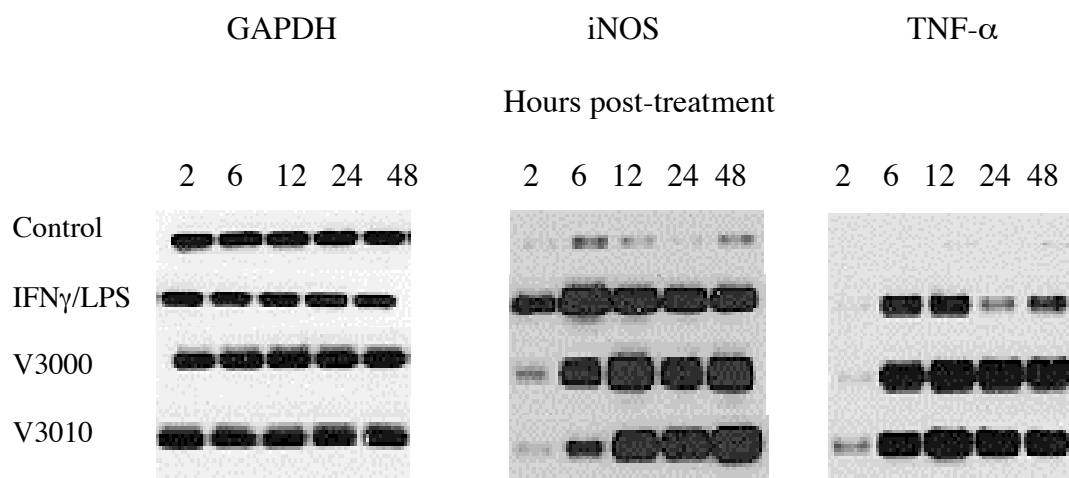 GAPDH iNOS TNF-α
Hours post-treatment
2 6 12 24 48 2 6 12 24 48 2 6 12 24 48
Control
IFNγ/LPS
V3000
V3010